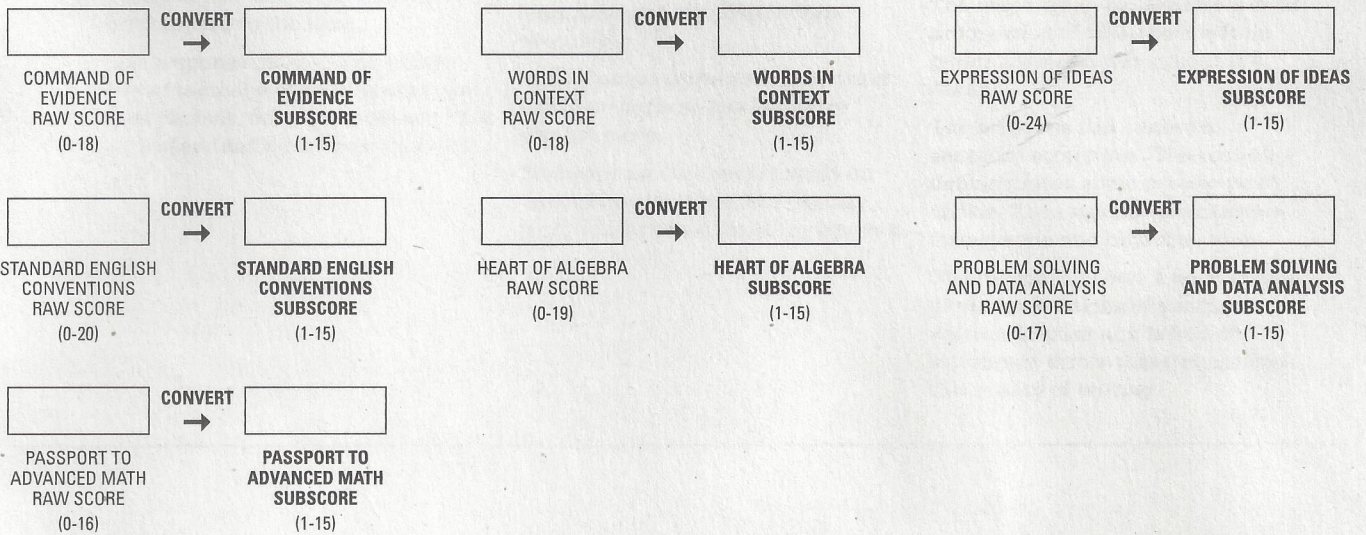 CONVERT
→
COMMAND OF
EVIDENCE
RAW SCORE
(0-18)
COMMAND OF
EVIDENCE
SUBSCORE
(1-15)
CONVERT
→
WORDS IN
CONTEXT
RAW SCORE
(0-18)
WORDS IN
CONTEXT
SUBSCORE
(1-15)
CONVERT
→
EXPRESSION OF IDEAS
RAW SCORE
(0-24)
EXPRESSION OF IDEAS
SUBSCORE
(1-15)
CONVERT
→
STANDARD ENGLISH
CONVENTIONS
RAW SCORE
(0-20)
STANDARD ENGLISH
CONVENTIONS
SUBSCORE
(1-15)
CONVERT
→
HEART OF ALGEBRA
RAW SCORE
(0-19)
HEART OF ALGEBRA
SUBSCORE
(1-15)
CONVERT
→
PROBLEM SOLVING
AND DATA ANALYSIS
RAW SCORE
(0-17)
PROBLEM SOLVING
AND DATA ANALYSIS
SUBSCORE
(1-15)
CONVERT
→
PASSPORT TO
ADVANCED MATH
RAW SCORE
(0-16)
PASSPORT TO
ADVANCED MATH
SUBSCORE
(1-15)